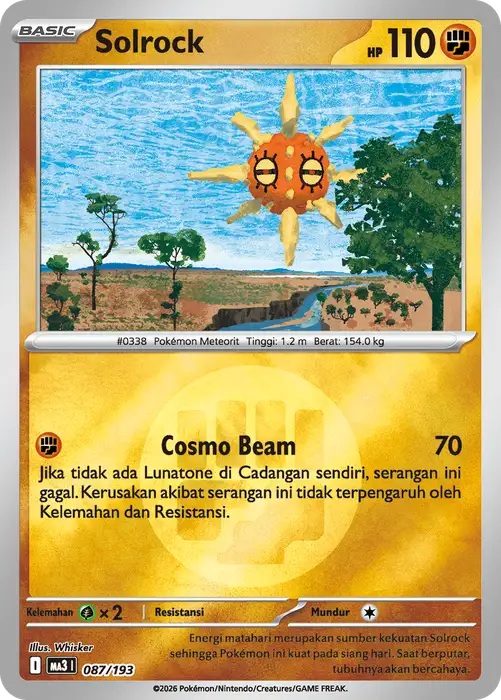 BASIC
Solrock
HP 110
#0338 Pokémon Meteorit Tinggi: 1.2 m Berat: 154.0 kg
Cosmo Beam 70
Jika tidak ada Lunatone di Cadangan sendiri, serangan ini
gagal. Kerusakan akibat serangan ini tidak terpengaruh oleh
Kelemahan dan Resistansi.
Kelemahan ×2 Resistansi Mundur
Energi matahari merupakan sumber kekuatan Solrock
sehingga Pokémon ini kuat pada siang hari. Saat berputar,
tubuhnya akan bercahaya.
Illus. Whisker
I MA3 I 087/193
©2026 Pokémon/Nintendo/Creatures/GAME FREAK.